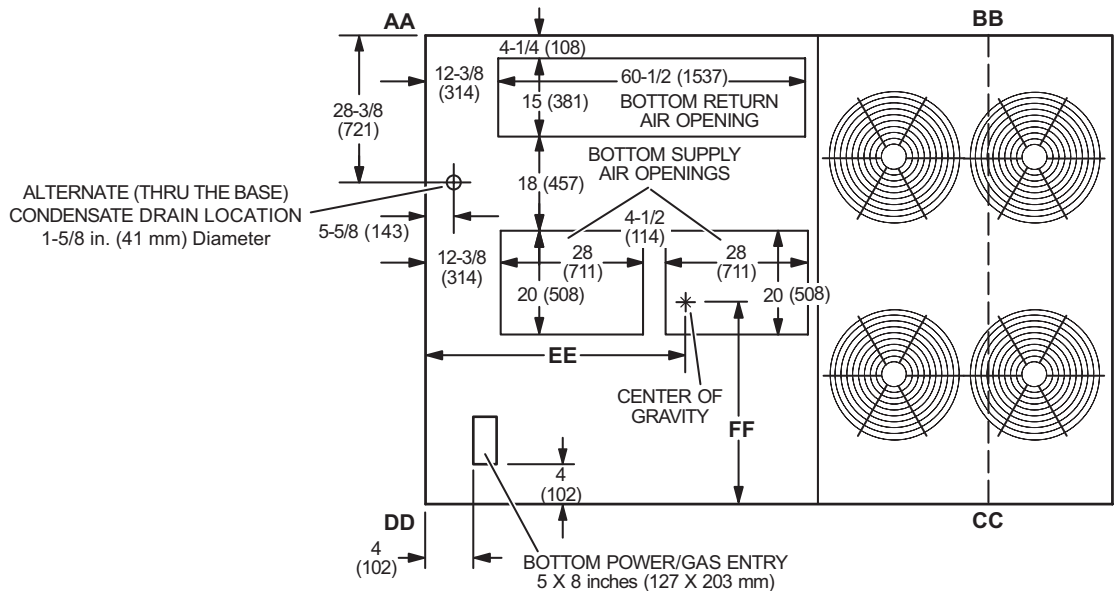 AA
BB
4-1/4 (108)
12-3/8
(314)
60-1/2 (1537)
28-3/8
(721)
15 (381)
BOTTOM RETURN
AIR OPENING
BOTTOM SUPPLY
AIR OPENINGS
18 (457)
ALTERNATE (THRU THE BASE)
CONDENSATE DRAIN LOCATION
1-5/8 in. (41 mm) Diameter
5-5/8 (143)
4-1/2
(114)
12-3/8
(314)
28
(711)
28
(711)
20 (508)
20 (508)
EE
CENTER OF
GRAVITY
FF
4
(102)
DD
CC
4
(102)
BOTTOM POWER/GAS ENTRY
5 X 8 inches (127 X 203 mm)